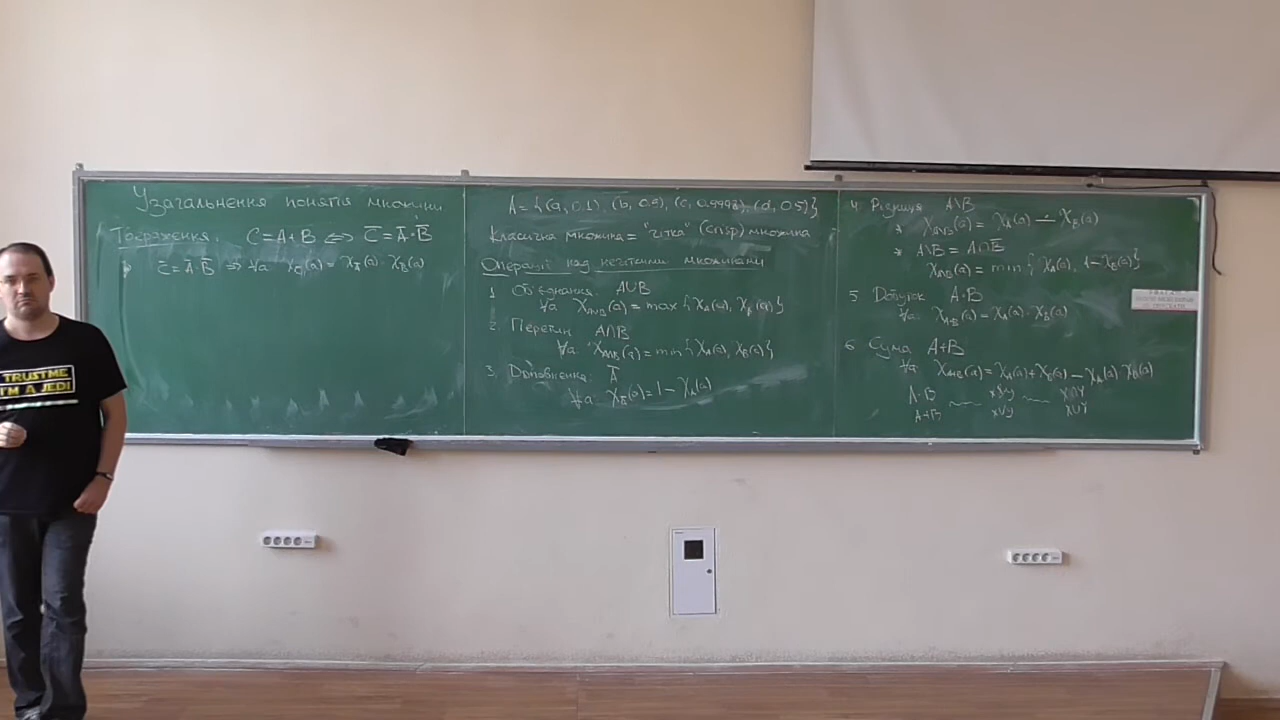 Узагальнення поняття множини
Твердження. C = A + B ⇔ C̅ = A̅·B̅
C̅ = A̅·B̅ ⇒ ∀a: χ_C̅(a) = χ_A̅(a)·χ_B̅(a)
TRUST ME
I'M A JEDI
A = {(a, 0.1), (b, 0.9), (c, 0.9998), (d, 0.5)}
Класична множина = "чітка" (crisp) множина
Операції над нечіткими множинами
1. Об'єднання. A∪B
∀a: χ_A∪B(a) = max{χ_A(a), χ_B(a)}
2. Перетин A∩B
∀a: χ_A∩B(a) = min{χ_A(a), χ_B(a)}
3. Доповнення: A̅
∀a: χ_A̅(a) = 1 − χ_A(a)
4. Різниця A\B
* χ_A\B(a) = χ_A(a) ∸ χ_B(a)
* A\B = A∩B̅
χ_A\B(a) = min{χ_A(a), 1−χ_B(a)}
5. Добуток A·B
∀a: χ_A·B(a) = χ_A(a)·χ_B(a)
6. Сума A+B
∀a: χ_A+B(a) = χ_A(a) + χ_B(a) − χ_A(a)·χ_B(a)
A·B ~ x&y ~ X∩Y
A+B x∨y X∪Y